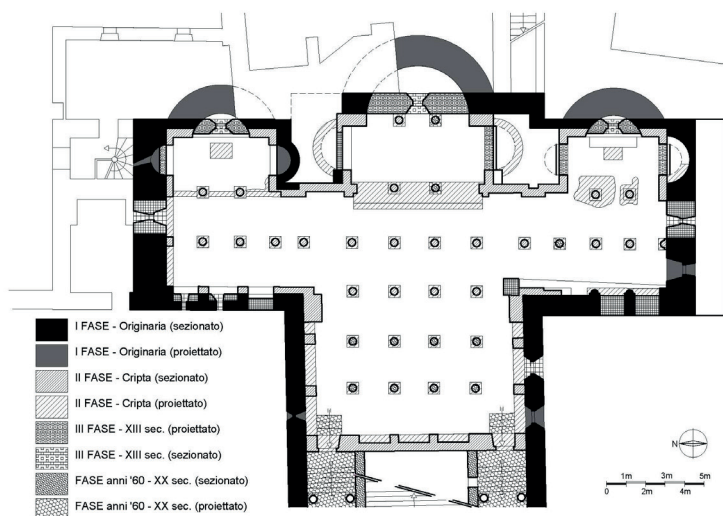 I FASE - Originaria (sezionato)
I FASE - Originaria (proiettato)
II FASE - Cripta (sezionato)
II FASE - Cripta (proiettato)
III FASE - XIII sec. (proiettato)
III FASE - XIII sec. (sezionato)
FASE anni '60 - XX sec. (sezionato)
FASE anni '60 - XX sec. (proiettato)
N
1m 3m 5m
0 2m 4m